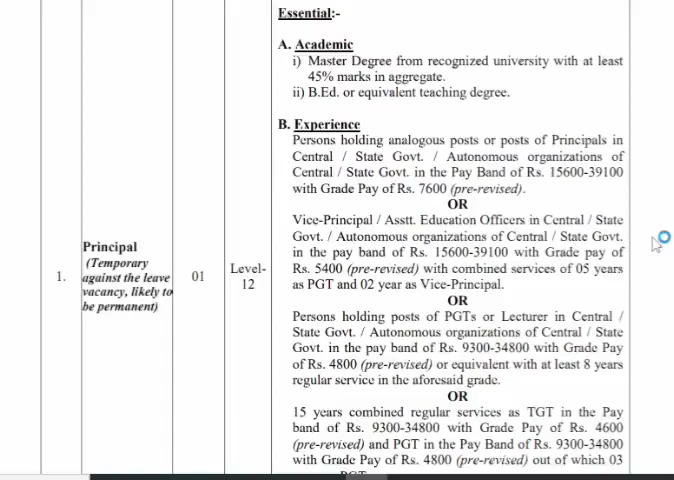 Essential:-
A. Academic
i) Master Degree from recognized university with at least
45% marks in aggregate.
ii) B.Ed. or equivalent teaching degree.
B. Experience
Persons holding analogous posts or posts of Principals in
Central / State Govt. / Autonomous organizations of
Central / State Govt. in the Pay Band of Rs. 15600-39100
with Grade Pay of Rs. 7600 (pre-revised).
OR
Vice-Principal / Asstt. Education Officers in Central / State
Govt. / Autonomous organizations of Central / State Govt.
in the pay band of Rs. 15600-39100 with Grade pay of
Rs. 5400 (pre-revised) with combined services of 05 years
as PGT and 02 year as Vice-Principal.
OR
Persons holding posts of PGTs or Lecturer in Central /
State Govt. / Autonomous organizations of Central / State
Govt. in the pay band of Rs. 9300-34800 with Grade Pay
of Rs. 4800 (pre-revised) or equivalent with at least 8 years
regular service in the aforesaid grade.
OR
15 years combined regular services as TGT in the Pay
band of Rs. 9300-34800 with Grade Pay of Rs. 4600
(pre-revised) and PGT in the Pay Band of Rs. 9300-34800
with Grade Pay of Rs. 4800 (pre-revised) out of which 03
1.
Principal
(Temporary
against the leave
vacancy, likely to
be permanent)
01
Level-
12